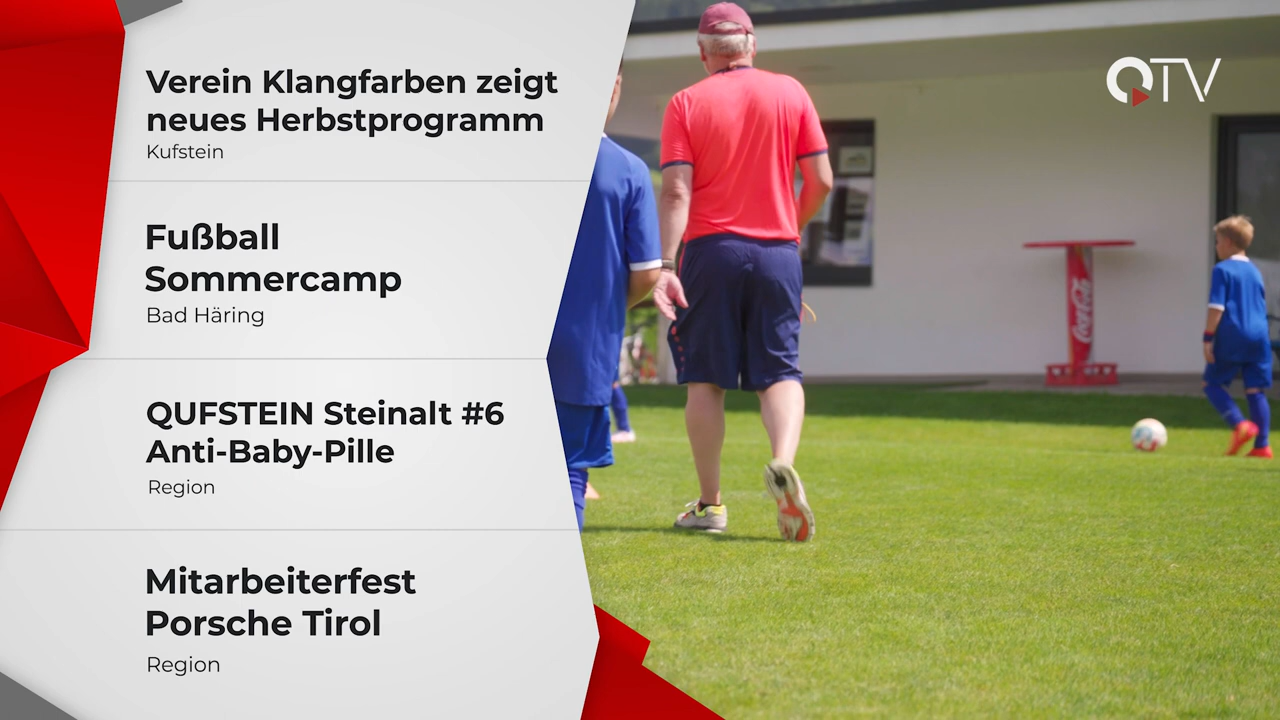 Verein Klangfarben zeigt
neues Herbstprogramm
Kufstein
Fußball
Sommercamp
Bad Häring
QUFSTEIN Steinalt #6
Anti-Baby-Pille
Region
Mitarbeiterfest
Porsche Tirol
Region
QTV
Coca-Cola